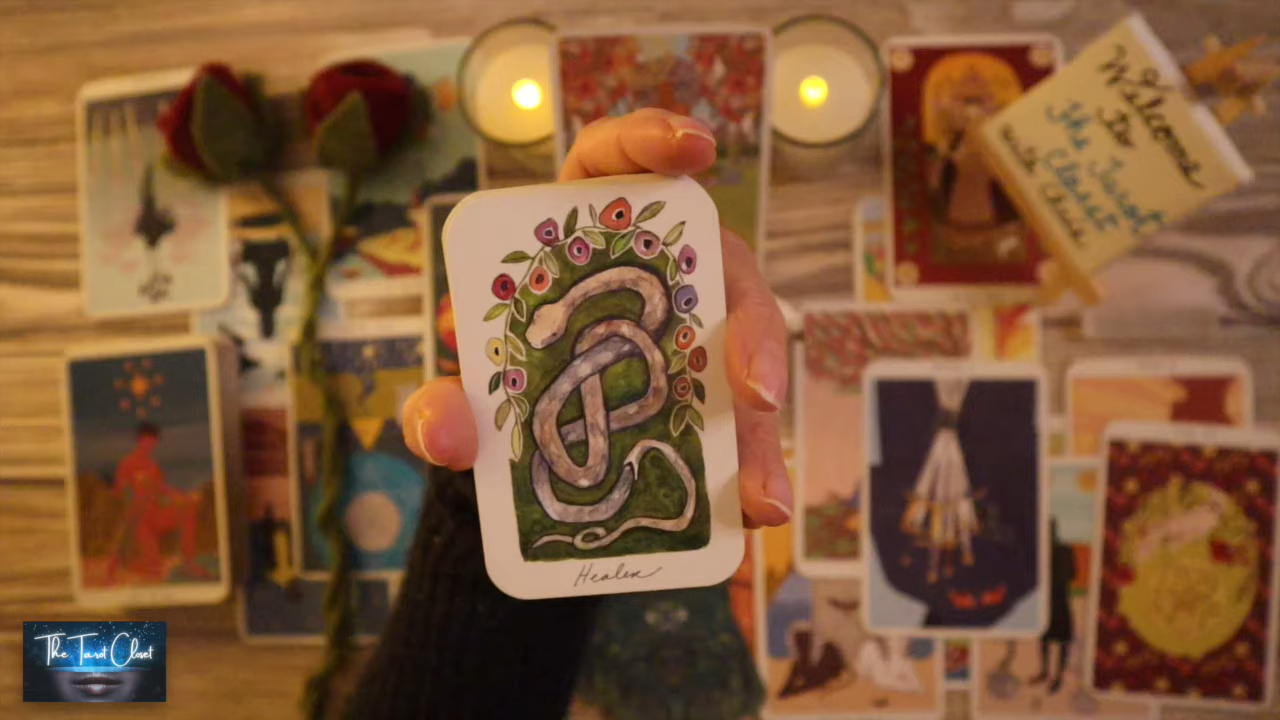 Welcome
to
The Tarot
Closet
Healer
The Tarot Closet